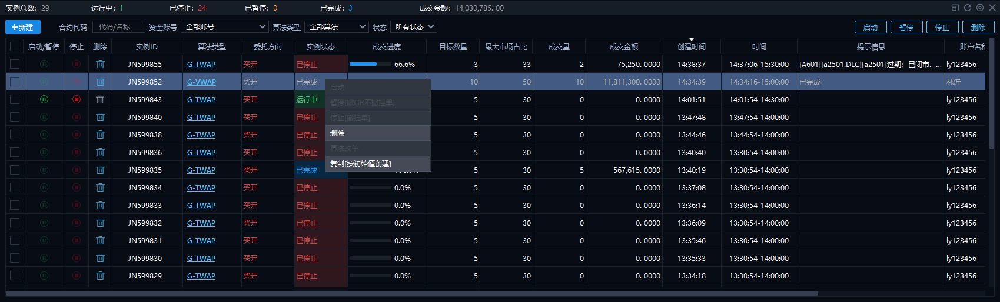 实例总数：29 运行中：1 已停止：24 已暂停：0 已完成：3 成交金额：14,030,785.00
+新建 合约代码 代码/名称 资金账号 全部账号 算法类型 全部算法 状态 所有状态 启动 暂停 停止 删除
启动/暂停 停止 删除 实例ID 算法类型 委托方向 实例状态 成交进度 目标数量 最大市场占比 成交量 成交金额 创建时间 时间 提示信息 账户名称
JN599855 G-TWAP 买开 已停止 66.6% 3 33 2 75,250.0000 14:38:37 14:37:06-15:30:00 [A601][a2501.DLC][a2501]过期：已闭市. ... ly123456
JN599852 G-VWAP 买开 已完成 10 50 10 11,811,300.0000 14:34:39 14:34:16-15:00:00 已完成 林沂
启动
JN599843 G-TWAP 买开 运行中 5 30 0 0.0000 14:01:51 14:01:54-14:30:00 ly123456
暂停[撤OR不撤挂单]
JN599840 G-TWAP 买开 已停止 5 30 0 0.0000 13:47:48 13:47:54-14:00:00 ly123456
停止[撤挂单]
JN599838 G-TWAP 买开 已停止 5 30 0 0.0000 13:44:46 13:44:54-14:00:00 ly123456
删除
JN599836 G-TWAP 买开 已停止 5 30 0 0.0000 13:40:40 13:30:54-14:00:00 ly123456
算法改单
JN599835 G-TWAP 买开 已完成 5 30 5 567,615.0000 13:40:19 13:30:54-14:00:00 ly123456
复制[按初始值创建]
JN599834 G-TWAP 买开 已停止 0.0% 5 30 0 0.0000 13:37:08 13:30:54-14:00:00 ly123456
JN599833 G-TWAP 买开 已停止 0.0% 5 30 0 0.0000 13:36:14 13:30:54-14:00:00 ly123456
JN599832 G-TWAP 买开 已停止 0.0% 5 30 0 0.0000 13:36:09 13:30:54-14:00:00 ly123456
JN599831 G-TWAP 买开 已停止 0.0% 5 30 0 0.0000 13:35:46 13:30:54-14:00:00 ly123456
JN599830 G-TWAP 买开 已停止 0.0% 5 30 0 0.0000 13:35:33 13:30:54-14:00:00 ly123456
JN599829 G-TWAP 买开 已停止 0.0% 5 30 0 0.0000 13:34:18 13:30:54-14:00:00 ly123456